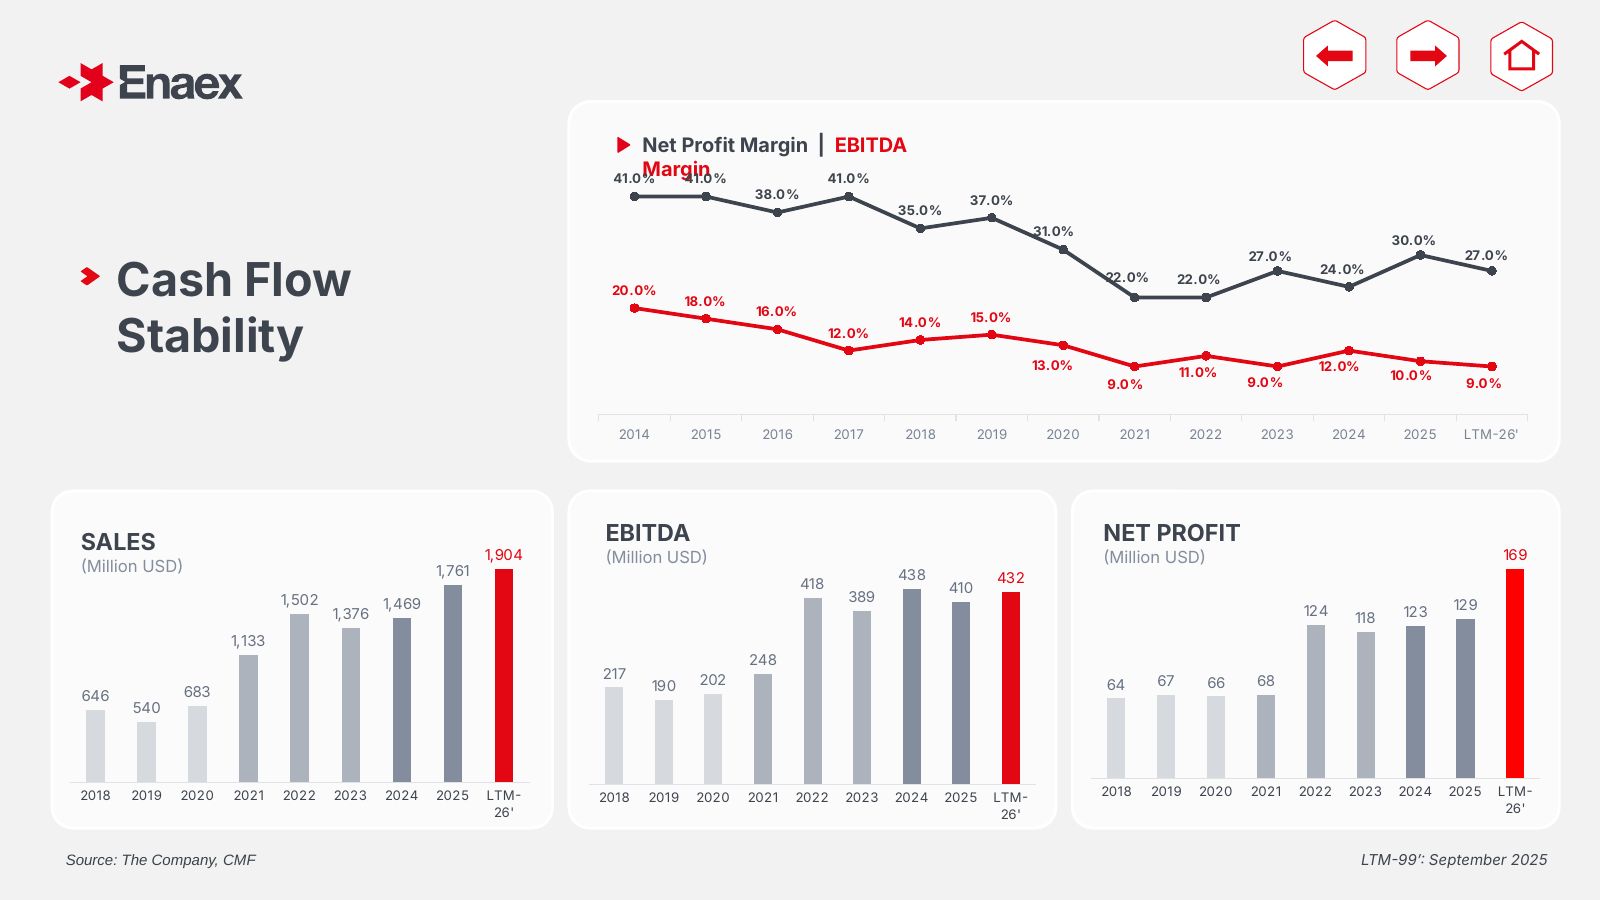 Enaex
Cash Flow
Stability
Net Profit Margin | EBITDA
Margin
41.0% 41.0% 38.0% 41.0% 35.0% 37.0% 31.0% 22.0% 22.0% 27.0% 24.0% 30.0% 27.0%
20.0% 18.0% 16.0% 12.0% 14.0% 15.0% 13.0% 9.0% 11.0% 9.0% 12.0% 10.0% 9.0%
2014 2015 2016 2017 2018 2019 2020 2021 2022 2023 2024 2025 LTM-26'
SALES
(Million USD)
646 540 683 1,133 1,502 1,376 1,469 1,761 1,904
2018 2019 2020 2021 2022 2023 2024 2025 LTM-
26'
EBITDA
(Million USD)
217 190 202 248 418 389 438 410 432
2018 2019 2020 2021 2022 2023 2024 2025 LTM-
26'
NET PROFIT
(Million USD)
64 67 66 68 124 118 123 129 169
2018 2019 2020 2021 2022 2023 2024 2025 LTM-
26'
Source: The Company, CMF
LTM-99’: September 2025